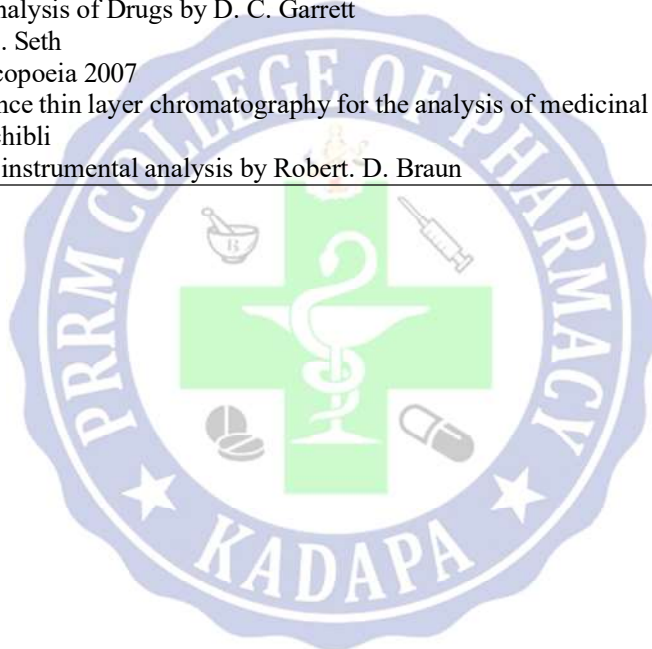 nalysis of Drugs by D. C. Garrett
. Seth
copoeia 2007
nce thin layer chromatography for the analysis of medicinal
hibli
instrumental analysis by Robert. D. Braun
PRRM COLLEGE OF PHARMACY
KADAPA